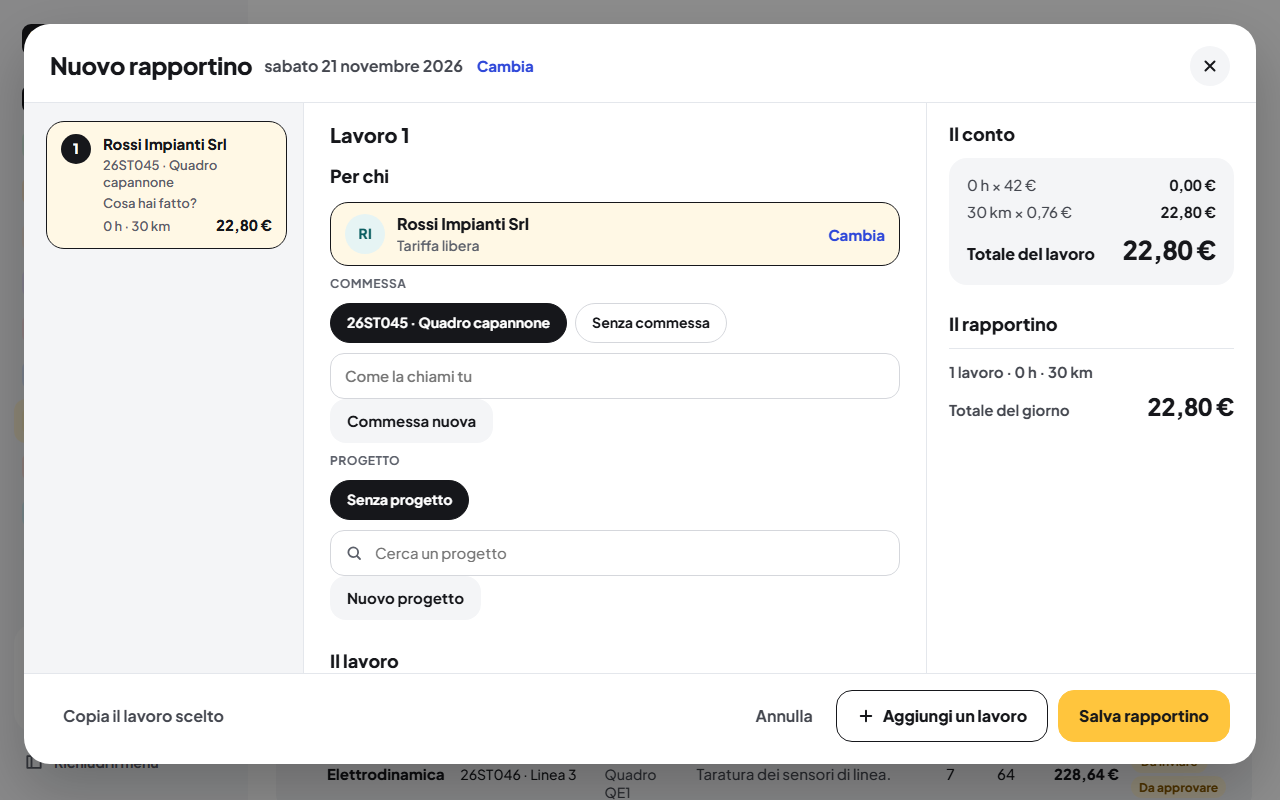 Nuovo rapportino sabato 21 novembre 2026 Cambia
1
Rossi Impianti Srl
26ST045 · Quadro
capannone
Cosa hai fatto?
0 h · 30 km 22,80 €
Lavoro 1
Per chi
RI
Rossi Impianti Srl
Tariffa libera
Cambia
COMMESSA
26ST045 · Quadro capannone
Senza commessa
Come la chiami tu
Commessa nuova
PROGETTO
Senza progetto
Cerca un progetto
Nuovo progetto
Il lavoro
Il conto
0 h × 42 € 0,00 €
30 km × 0,76 € 22,80 €
Totale del lavoro 22,80 €
Il rapportino
1 lavoro · 0 h · 30 km
Totale del giorno 22,80 €
Copia il lavoro scelto
Annulla
Aggiungi un lavoro
Salva rapportino
Richiudi il menu
Elettrodinamica 26ST046 · Linea 3 Quadro Taratura dei sensori di linea. 7 64 228,64 €
QE1
Da approvare